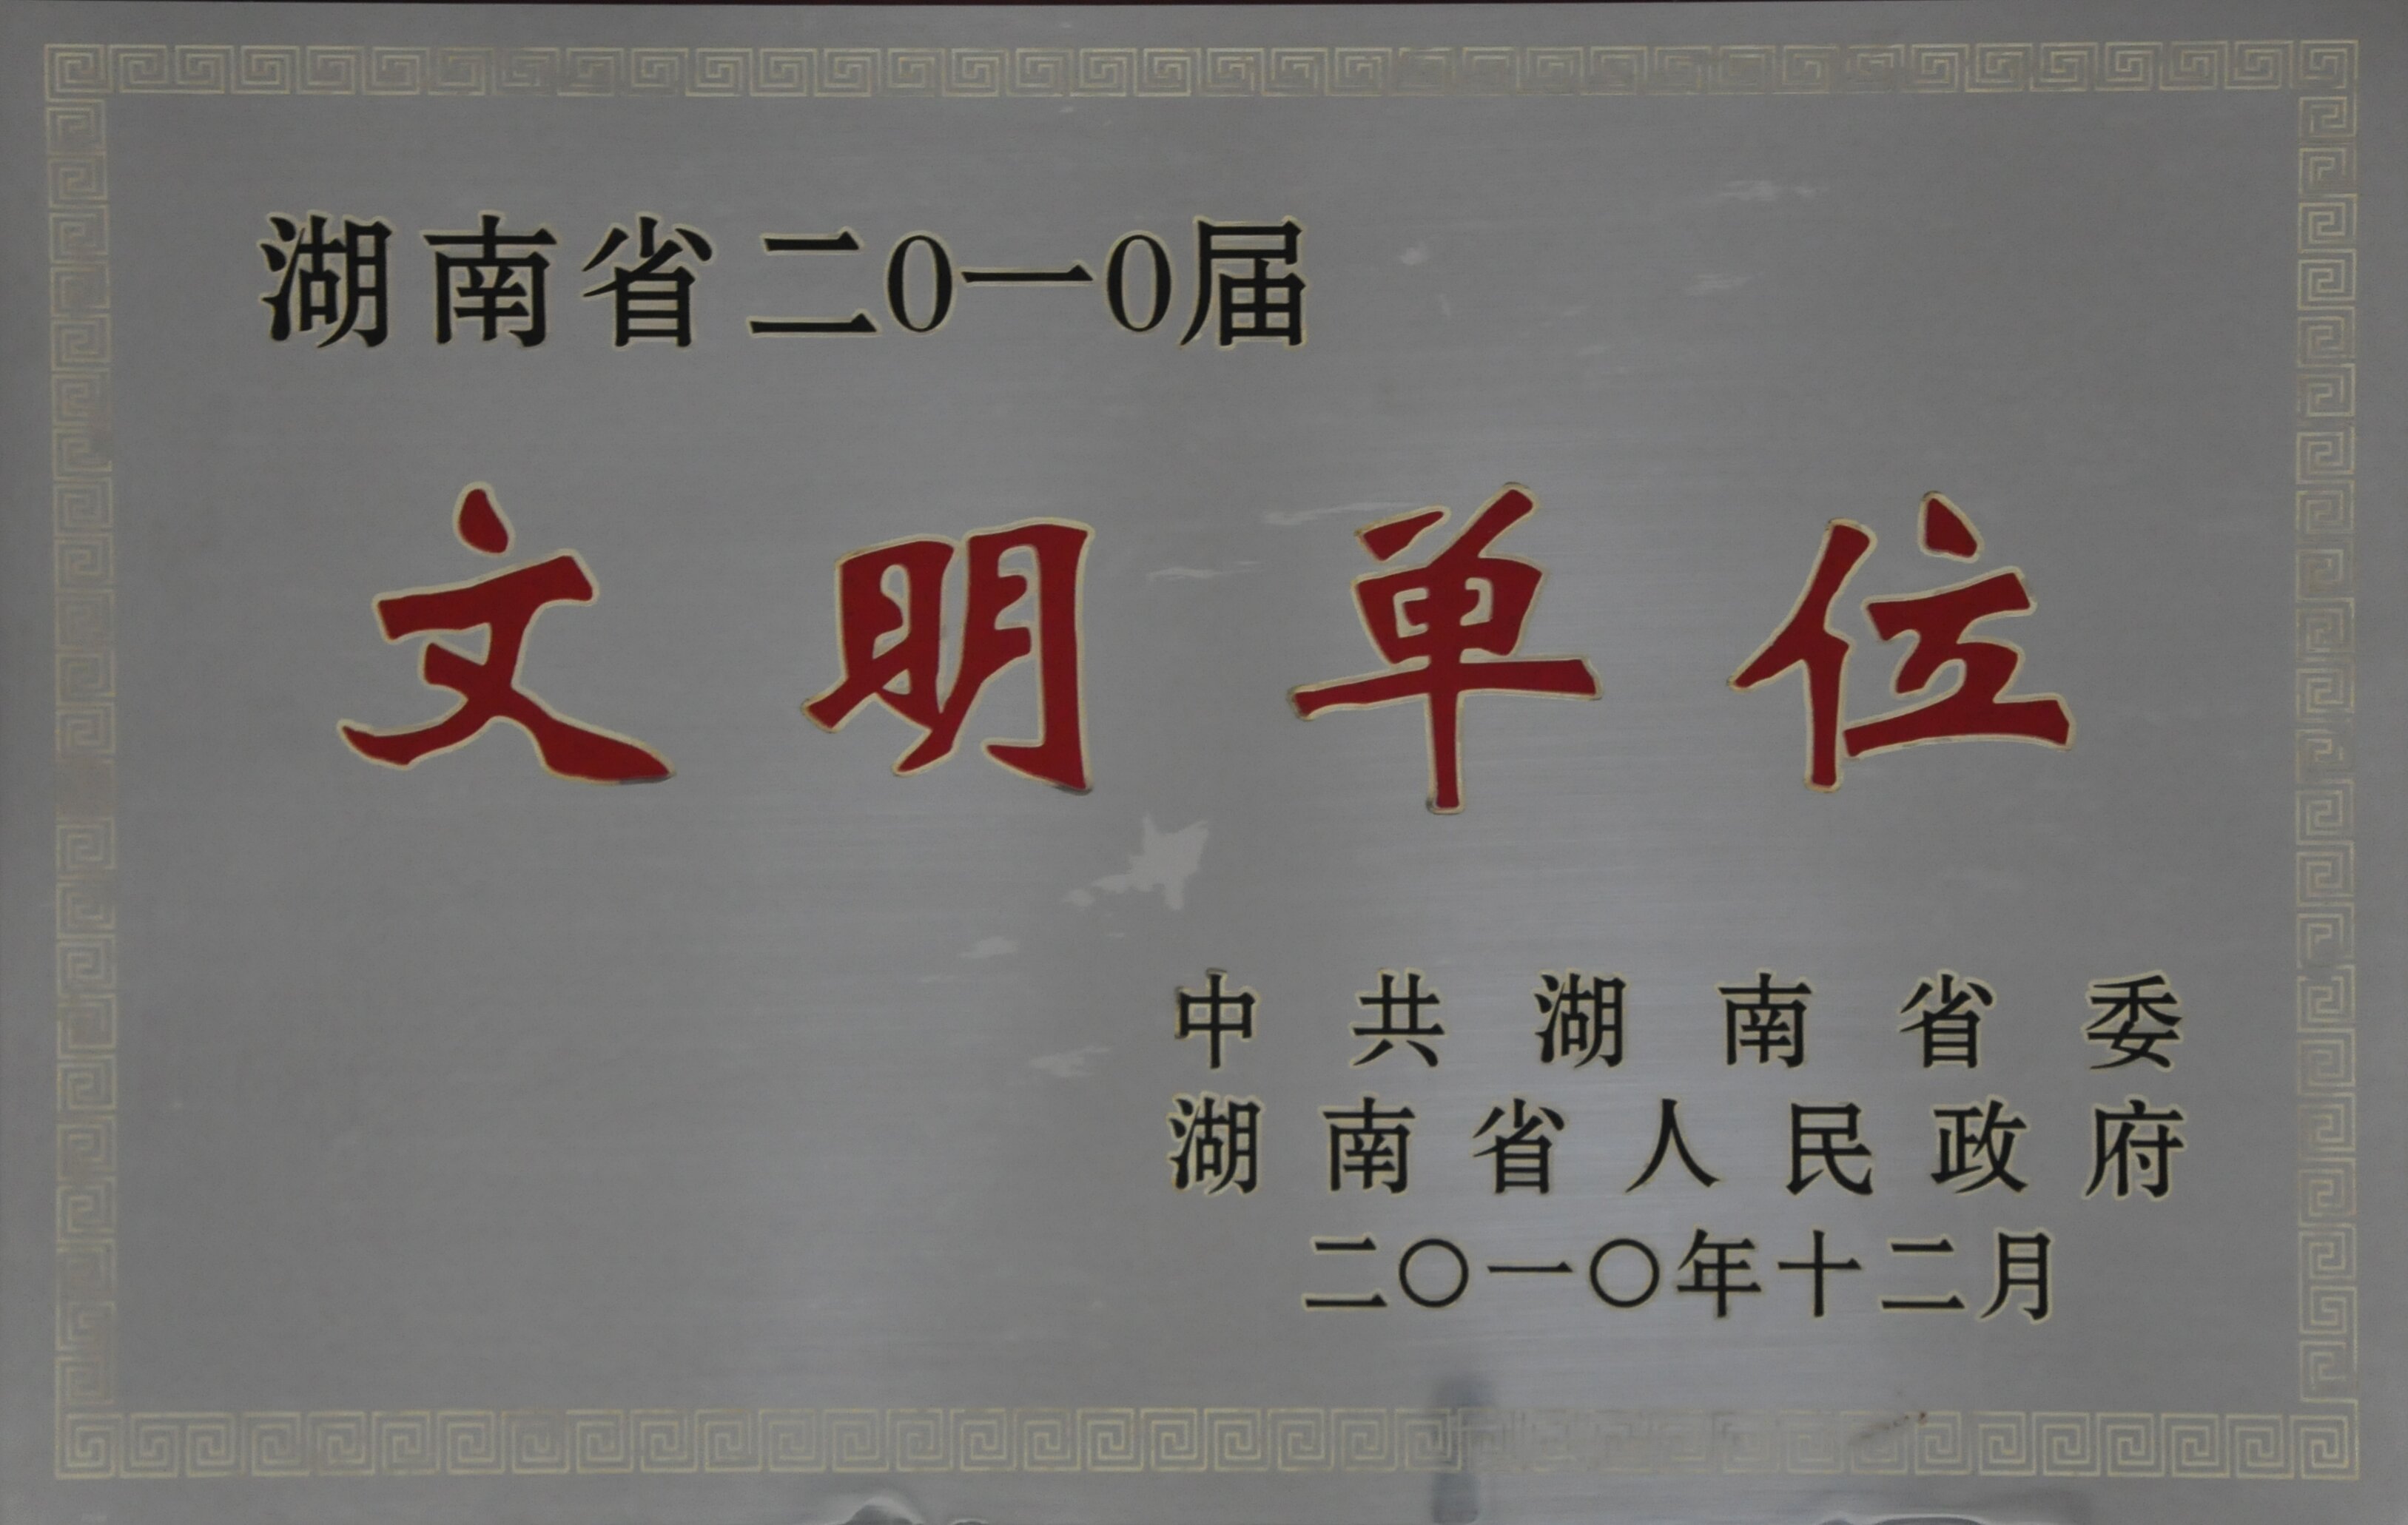 湖南省二0一0届
文明单位
中共湖南省委
湖南省人民政府
二〇一〇年十二月